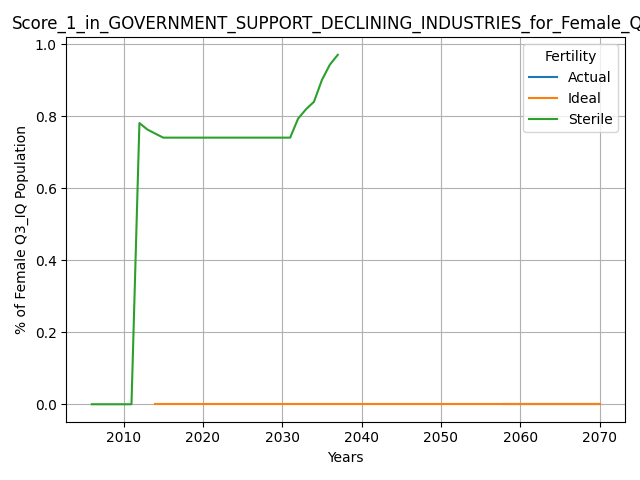 Score_1_in_GOVERNMENT_SUPPORT_DECLINING_INDUSTRIES_for_Female_Q
1.0
0.8
0.6
0.4
0.2
0.0
% of Female Q3_IQ Population
Fertility
Actual
Ideal
Sterile
2010 2020 2030 2040 2050 2060 2070
Years